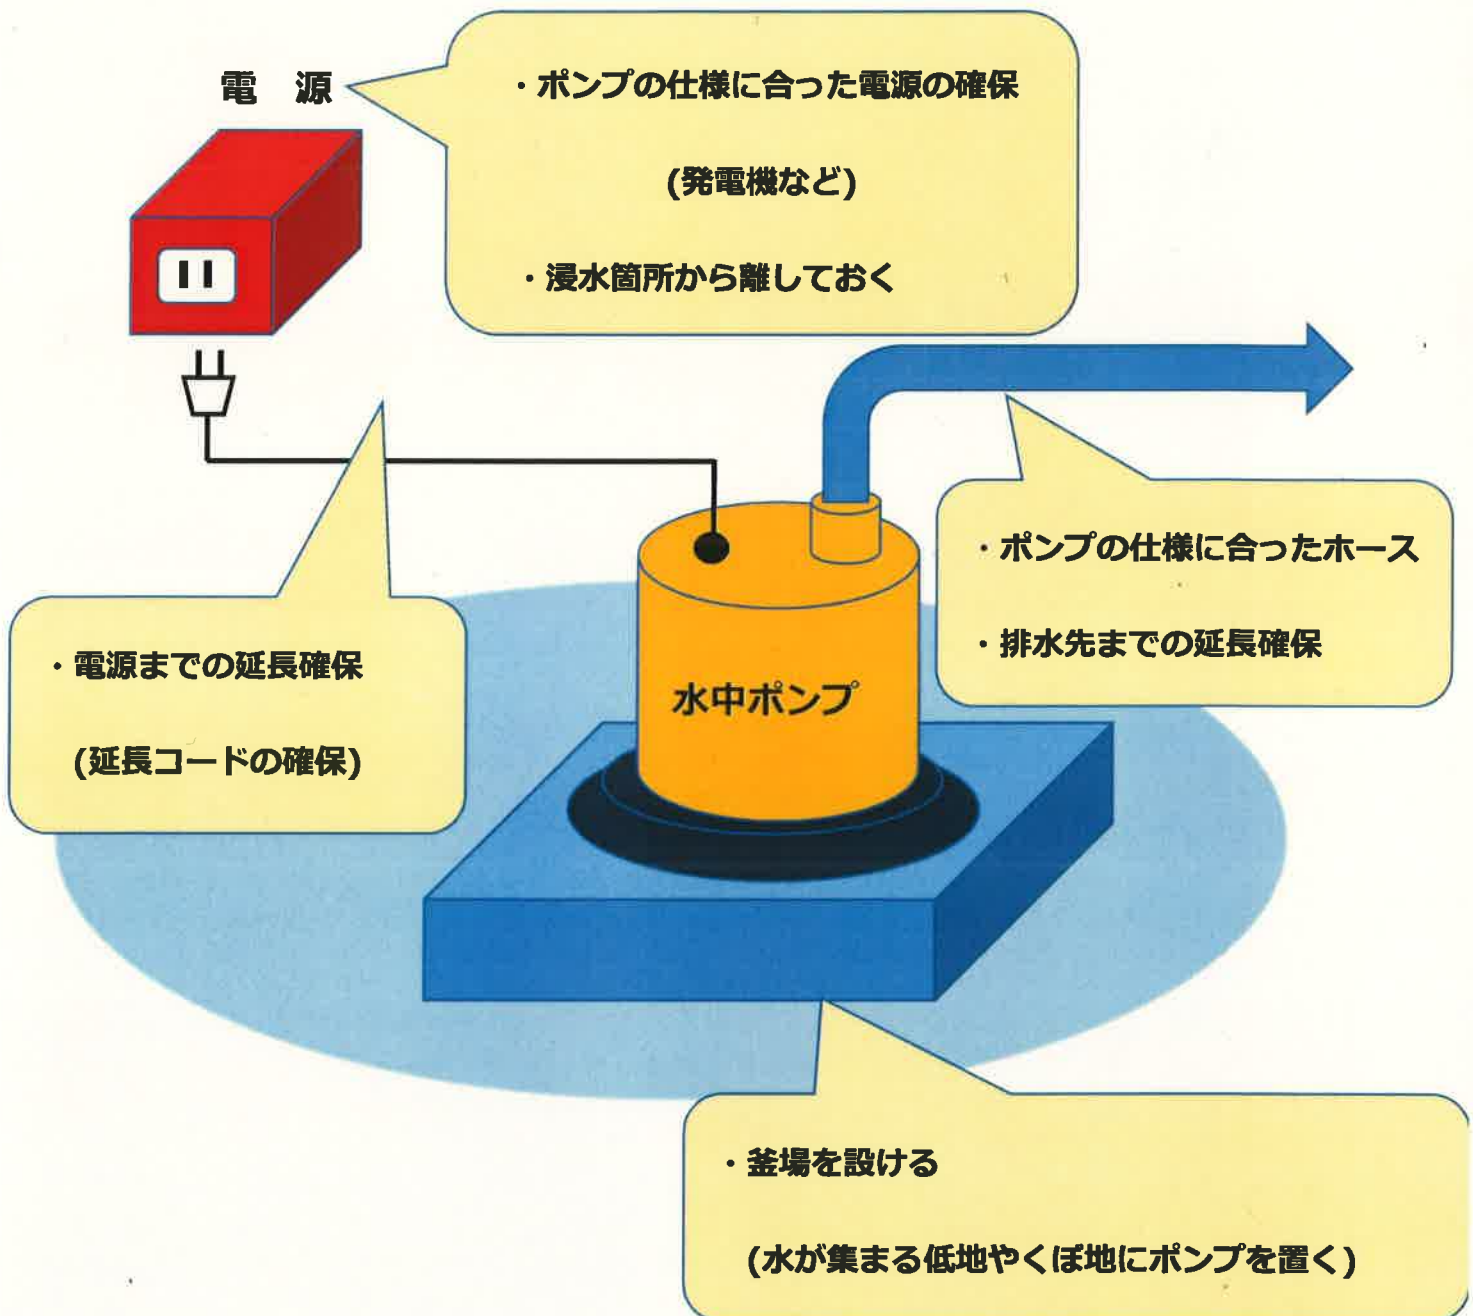 電　源
・ポンプの仕様に合った電源の確保
(発電機など)
・浸水箇所から離しておく
・ポンプの仕様に合ったホース
・排水先までの延長確保
・電源までの延長確保
(延長コードの確保)
水中ポンプ
・釜場を設ける
(水が集まる低地やくぼ地にポンプを置く)